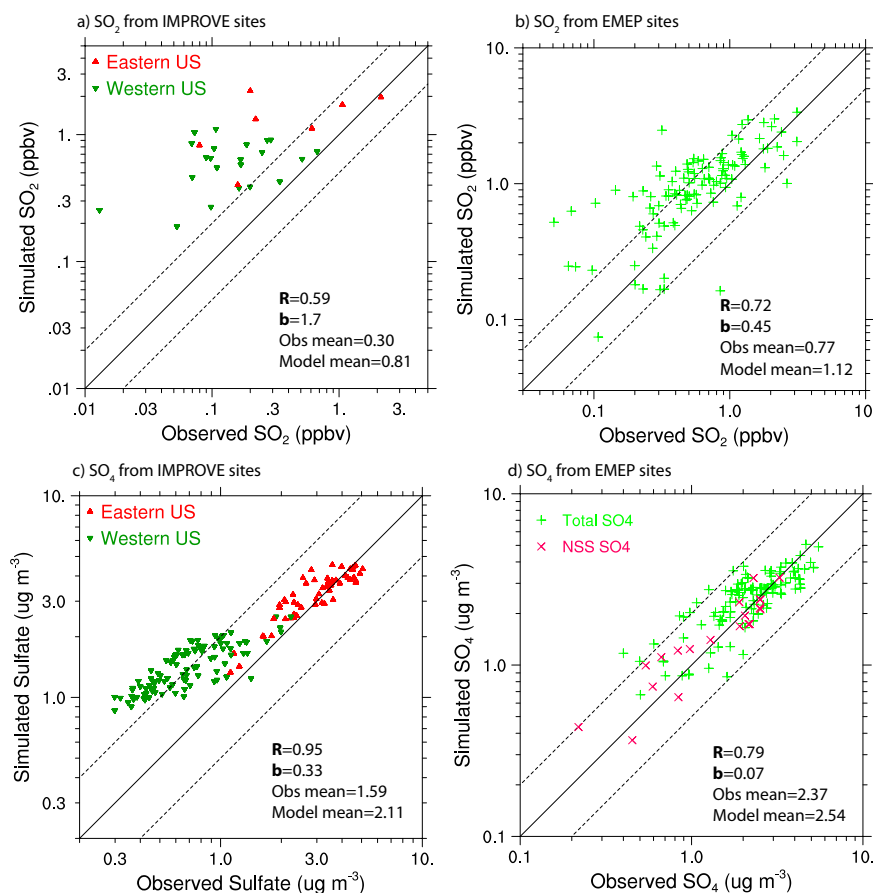 a) SO₂ from IMPROVE sites
Eastern US
Western US
3.
1.
.3
.1
.03
.01
Simulated SO₂ (ppbv)
R=0.59
b=1.7
Obs mean=0.30
Model mean=0.81
.01 .03 .1 .3 1. 3.
Observed SO₂ (ppbv)
b) SO₂ from EMEP sites
10.
1.0
0.1
Simulated SO₂ (ppbv)
R=0.72
b=0.45
Obs mean=0.77
Model mean=1.12
0.1 1.0 10.
Observed SO₂ (ppbv)
c) SO₄ from IMPROVE sites
Eastern US
Western US
10.
3.0
1.0
0.3
Simulated Sulfate (ug m⁻³)
R=0.95
b=0.33
Obs mean=1.59
Model mean=2.11
0.3 1.0 3.0 10.
Observed Sulfate (ug m⁻³)
d) SO₄ from EMEP sites
Total SO4
NSS SO4
10.
1.0
0.1
Simulated SO₄ (ug m⁻³)
R=0.79
b=0.07
Obs mean=2.37
Model mean=2.54
0.1 1.0 10.
Observed SO₄ (ug m⁻³)